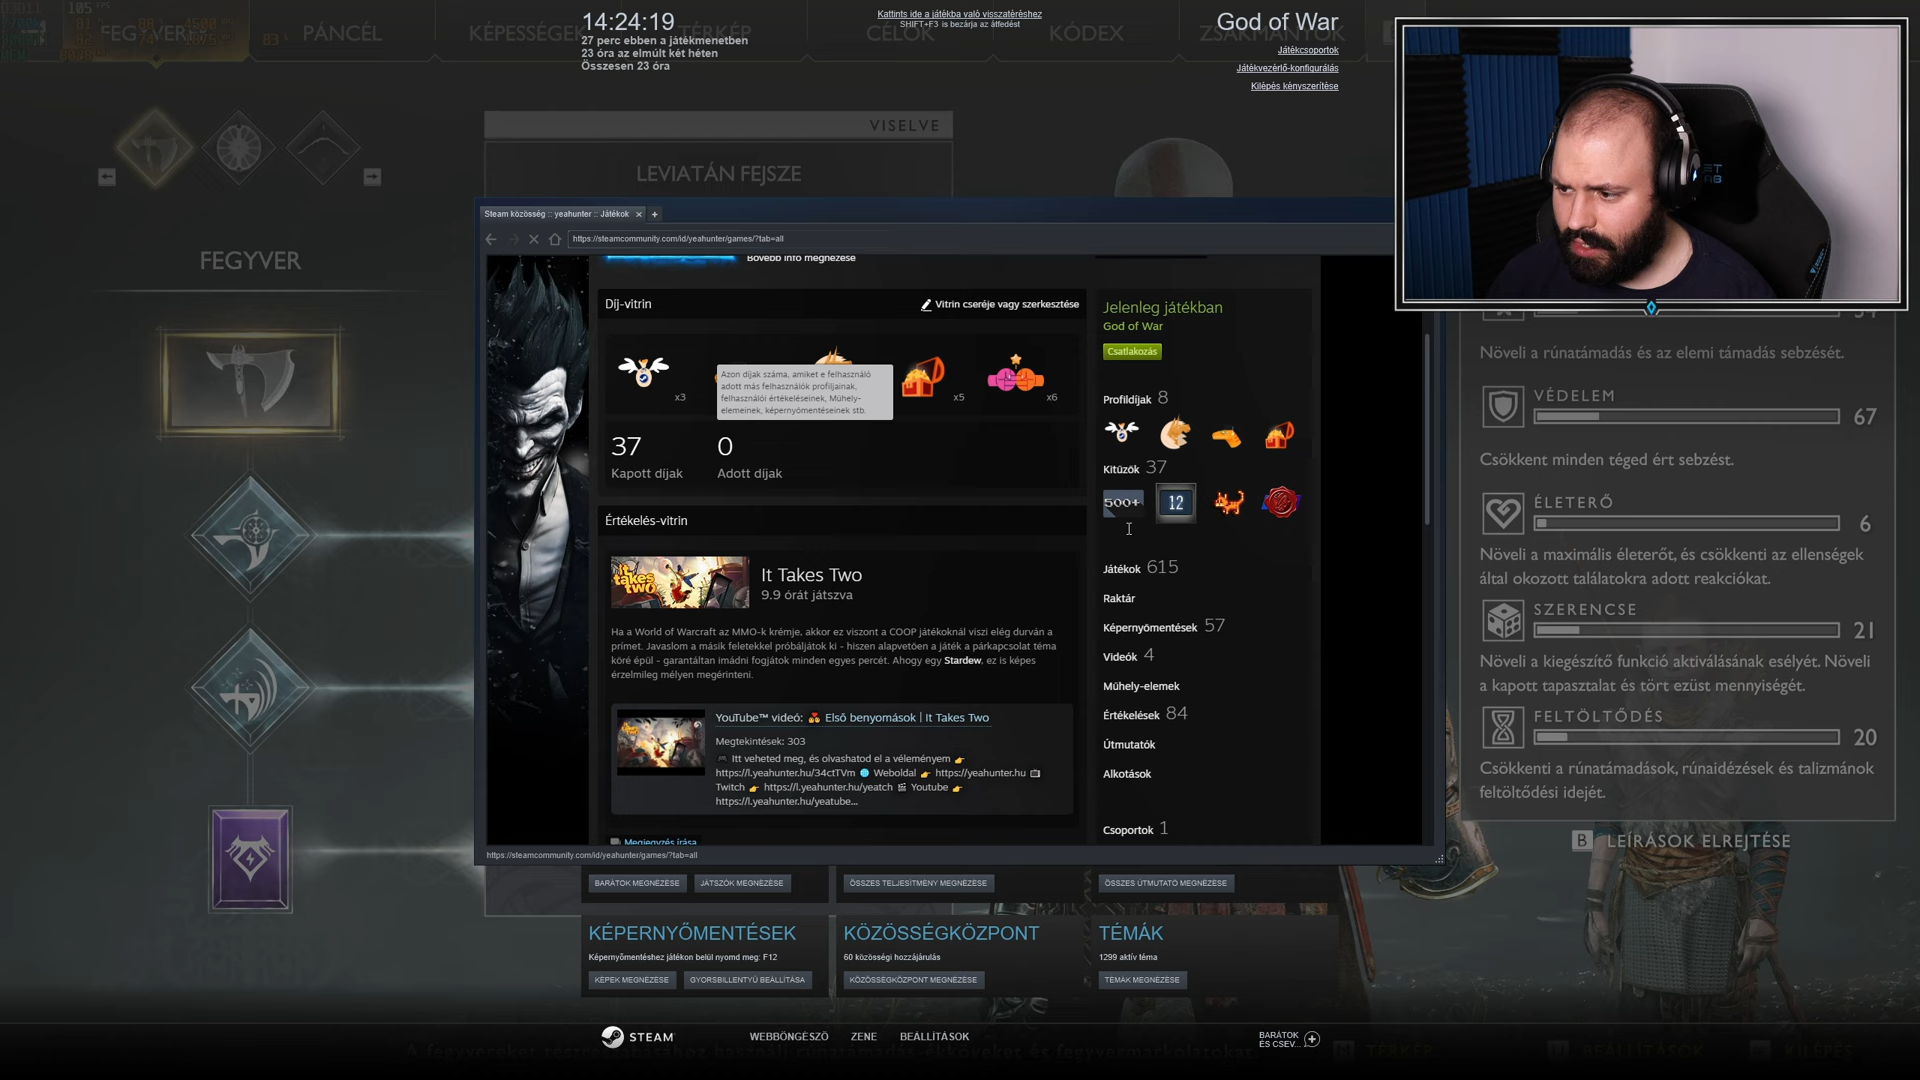 14:24:19
27 perc ebben a játékmenetben
23 óra az elmúlt két héten
Összesen 23 óra
Kattints ide a játékba való visszatéréshez
SHIFT+F3 is bezárja az átfedést
God of War
Játékcsoportok
Játékvezérlő-konfigurálás
Kilépés kényszerítése
PÁNCÉL
KÉPESSÉGEK
TÉRKÉP
CÉLOK
KÓDEX
VISELVE
LEVIATÁN FEJSZE
FEGYVER
Steam közösség :: yeahunter :: Játékok
https://steamcommunity.com/id/yeahunter/games/?tab=all
Bővebb infó megnézése
Díj-vitrin
Vitrin cseréje vagy szerkesztése
x3
Azon díjak száma, amiket e felhasználó
adott más felhasználók profiljainak,
felhasználói értékeléseinek, Műhely-
elemeinek, képernyőmentéseinek stb.
x5
x6
37
Kapott díjak
0
Adott díjak
Értékelés-vitrin
It Takes Two
9.9 órát játszva
Ha a World of Warcraft az MMO-k krémje, akkor ez viszont a COOP játékoknál viszi elég durván a
prímet. Javaslom a másik feletekkel próbáljátok ki - hiszen alapvetően a játék a párkapcsolat téma
köré épül - garantáltan imádni fogjátok minden egyes percét. Ahogy egy Stardew, ez is képes
érzelmileg mélyen megérinteni.
YouTube™ videó: Első benyomások | It Takes Two
Megtekintések: 303
Itt veheted meg, és olvashatod el a véleményem
https://l.yeahunter.hu/34ctTVm Weboldal https://yeahunter.hu
Twitch https://l.yeahunter.hu/yeatch Youtube
https://l.yeahunter.hu/yeatube...
Megjegyzés írása
https://steamcommunity.com/id/yeahunter/games/?tab=all
Jelenleg játékban
God of War
Csatlakozás
Profildíjak 8
Kitűzők 37
500+
12
Játékok 615
Raktár
Képernyőmentések 57
Videók 4
Műhely-elemek
Értékelések 84
Útmutatók
Alkotások
Csoportok 1
Növeli a rúnatámadás és az elemi támadás sebzését.
VÉDELEM
67
Csökkent minden téged ért sebzést.
ÉLETERŐ
6
Növeli a maximális életerőt, és csökkenti az ellenségek
által okozott találatokra adott reakciókat.
SZERENCSE
21
Növeli a kiegészítő funkció aktiválásának esélyét. Növeli
a kapott tapasztalat és tört ezüst mennyiségét.
FELTÖLTŐDÉS
20
Csökkenti a rúnatámadások, rúnaidézések és talizmánok
feltöltődési idejét.
B LEÍRÁSOK ELREJTÉSE
BARÁTOK MEGNÉZÉSE
JÁTSZÓK MEGNÉZÉSE
ÖSSZES TELJESÍTMÉNY MEGNÉZÉSE
ÖSSZES ÚTMUTATÓ MEGNÉZÉSE
KÉPERNYŐMENTÉSEK
Képernyőmentéshez játékon belül nyomd meg: F12
KÉPEK MEGNÉZÉSE
GYORSBILLENTYŰ BEÁLLÍTÁSA
KÖZÖSSÉGKÖZPONT
60 közösségi hozzájárulás
KÖZÖSSÉGKÖZPONT MEGNÉZÉSE
TÉMÁK
1299 aktív téma
TÉMÁK MEGNÉZÉSE
STEAM
WEBBÖNGÉSZŐ
ZENE
BEÁLLÍTÁSOK
BARÁTOK
ÉS CSEV...
TÉRKÉP
BEÁLLÍTÁSOK
KILÉPÉS